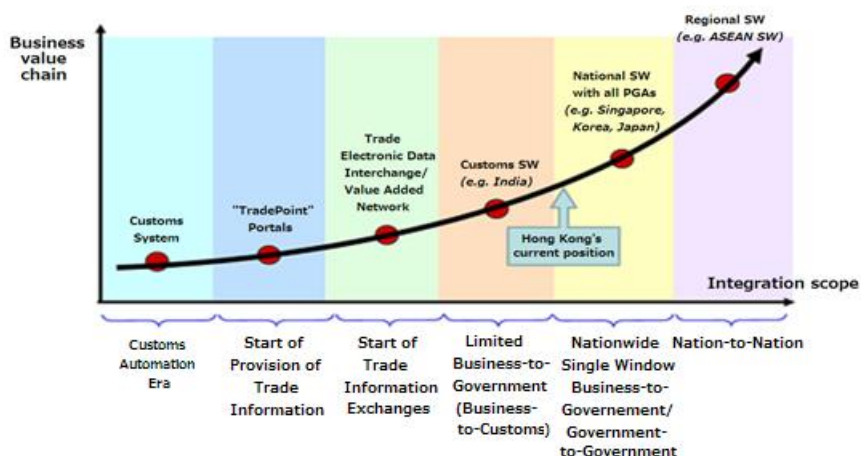 Business
value
chain
Customs
System
"TradePoint"
Portals
Trade
Electronic Data
Interchange/
Value Added
Network
Customs SW
(e.g. India)
National SW
with all PGAs
(e.g. Singapore,
Korea, Japan)
Regional SW
(e.g. ASEAN SW)
Hong Kong's
current position
Integration scope
Customs
Automation
Era
Start of
Provision of
Trade
Information
Start of
Trade
Information
Exchanges
Limited
Business-to-
Government
(Business-
to-Customs)
Nationwide
Single Window
Business-to-
Governement/
Government-
to-Government
Nation-to-Nation